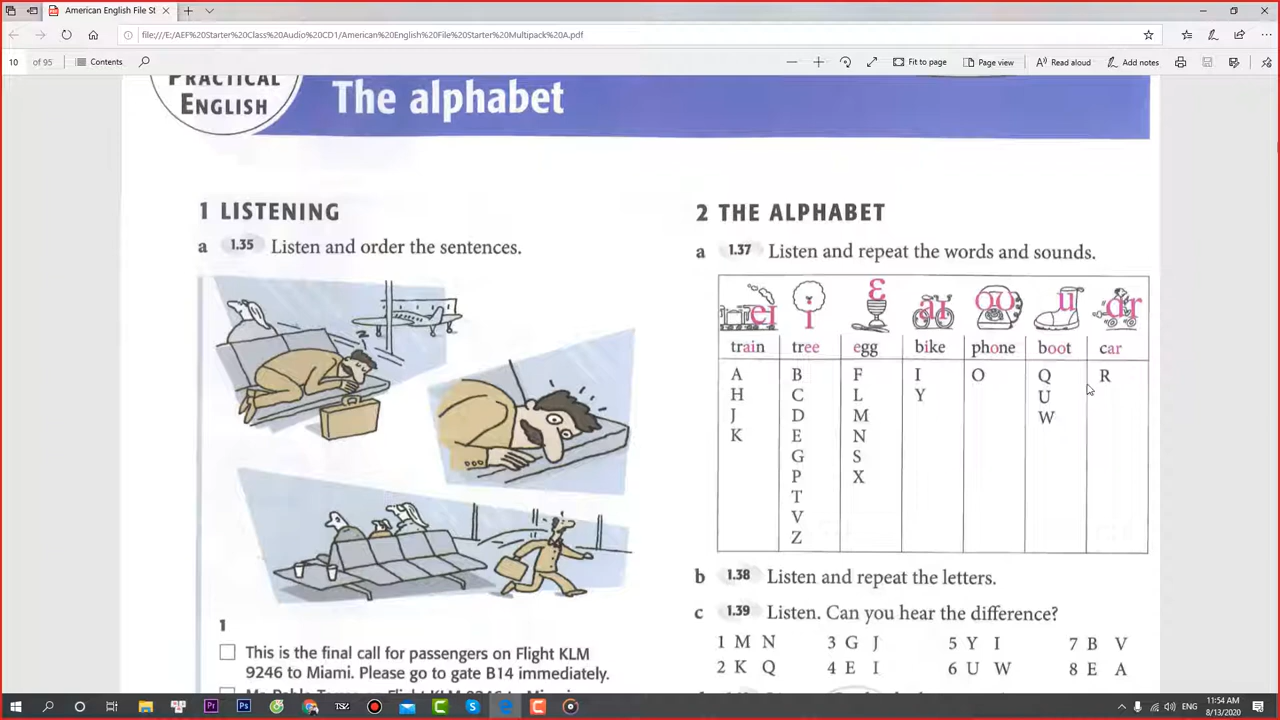 American English File St
file:///E:/AEF%20Starter%20Class%20Audio%20CD1/American%20English%20File%20Starter%20Multipack%20A.pdf
10 of 95
Contents
Fit to page
Page view
Read aloud
Add notes
PRACTICAL
ENGLISH
The alphabet
1 LISTENING
a 1.35 Listen and order the sentences.
z
1
This is the final call for passengers on Flight KLM
9246 to Miami. Please go to gate B14 immediately.
2 THE ALPHABET
a 1.37 Listen and repeat the words and sounds.
eɪ i ɛ aɪ oʊ u ɑr
train tree egg bike phone boot car
A B F I O Q R
H C L Y U
J D M W
K E N
G S
P X
T
V
Z
b 1.38 Listen and repeat the letters.
c 1.39 Listen. Can you hear the difference?
1 M N 3 G J 5 Y I 7 B V
2 K Q 4 E I 6 U W 8 E A
ENG
11:54 AM
8/13/2020